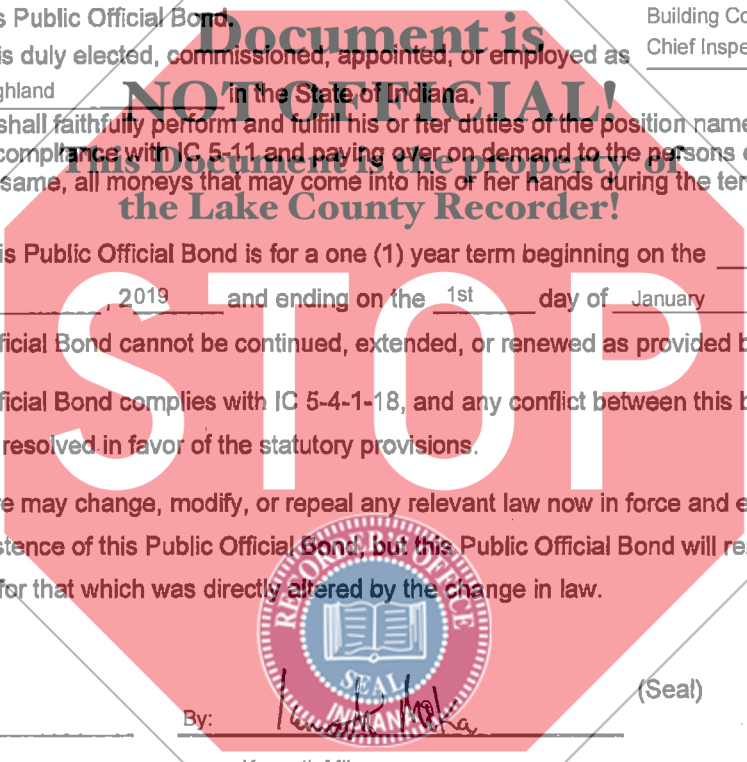 s Public Official Bond.
Building Co
is duly elected, commissioned, appointed, or employed as
Chief Inspe
ghland in the State of Indiana.
shall faithfully perform and fulfill his or her duties of the position name
compliance with IC 5-11 and paying over on demand to the persons
same, all moneys that may come into his or her hands during the ter
Document is
NOT OFFICIAL!
This Document is the property of
the Lake County Recorder!
is Public Official Bond is for a one (1) year term beginning on the
, 2019 and ending on the 1st day of January
ficial Bond cannot be continued, extended, or renewed as provided b
ficial Bond complies with IC 5-4-1-18, and any conflict between this b
resolved in favor of the statutory provisions.
e may change, modify, or repeal any relevant law now in force and e
stence of this Public Official Bond, but this Public Official Bond will re
for that which was directly altered by the change in law.
STOP
RECORDER'S OFFICE
SEAL
INDIANA
(Seal)
By: